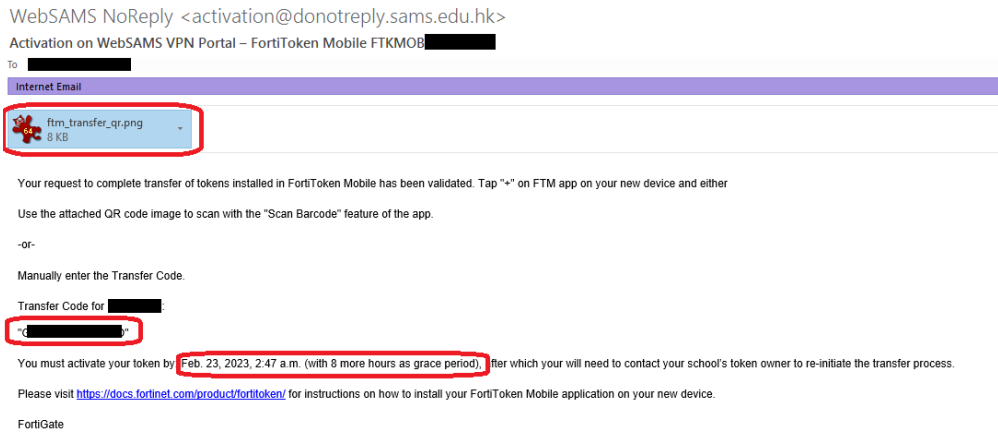 WebSAMS NoReply <activation@donotreply.sams.edu.hk>
Activation on WebSAMS VPN Portal – FortiToken Mobile FTKMOB
To
Internet Email
64
ftm_transfer_qr.png
8 KB
Your request to complete transfer of tokens installed in FortiToken Mobile has been validated. Tap "+" on FTM app on your new device and either
Use the attached QR code image to scan with the "Scan Barcode" feature of the app.
-or-
Manually enter the Transfer Code.
Transfer Code for :
"G"
You must activate your token by Feb. 23, 2023, 2:47 a.m. (with 8 more hours as grace period), after which your will need to contact your school's token owner to re-initiate the transfer process.
Please visit https://docs.fortinet.com/product/fortitoken/ for instructions on how to install your FortiToken Mobile application on your new device.
FortiGate